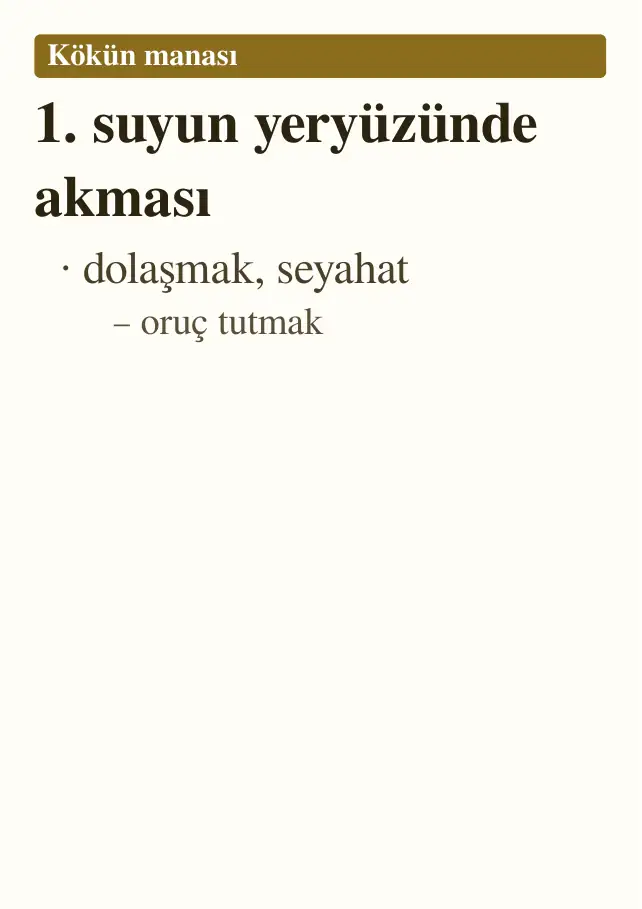 Kökün manası
1. suyun yeryüzünde
akması
· dolaşmak, seyahat
– oruç tutmak